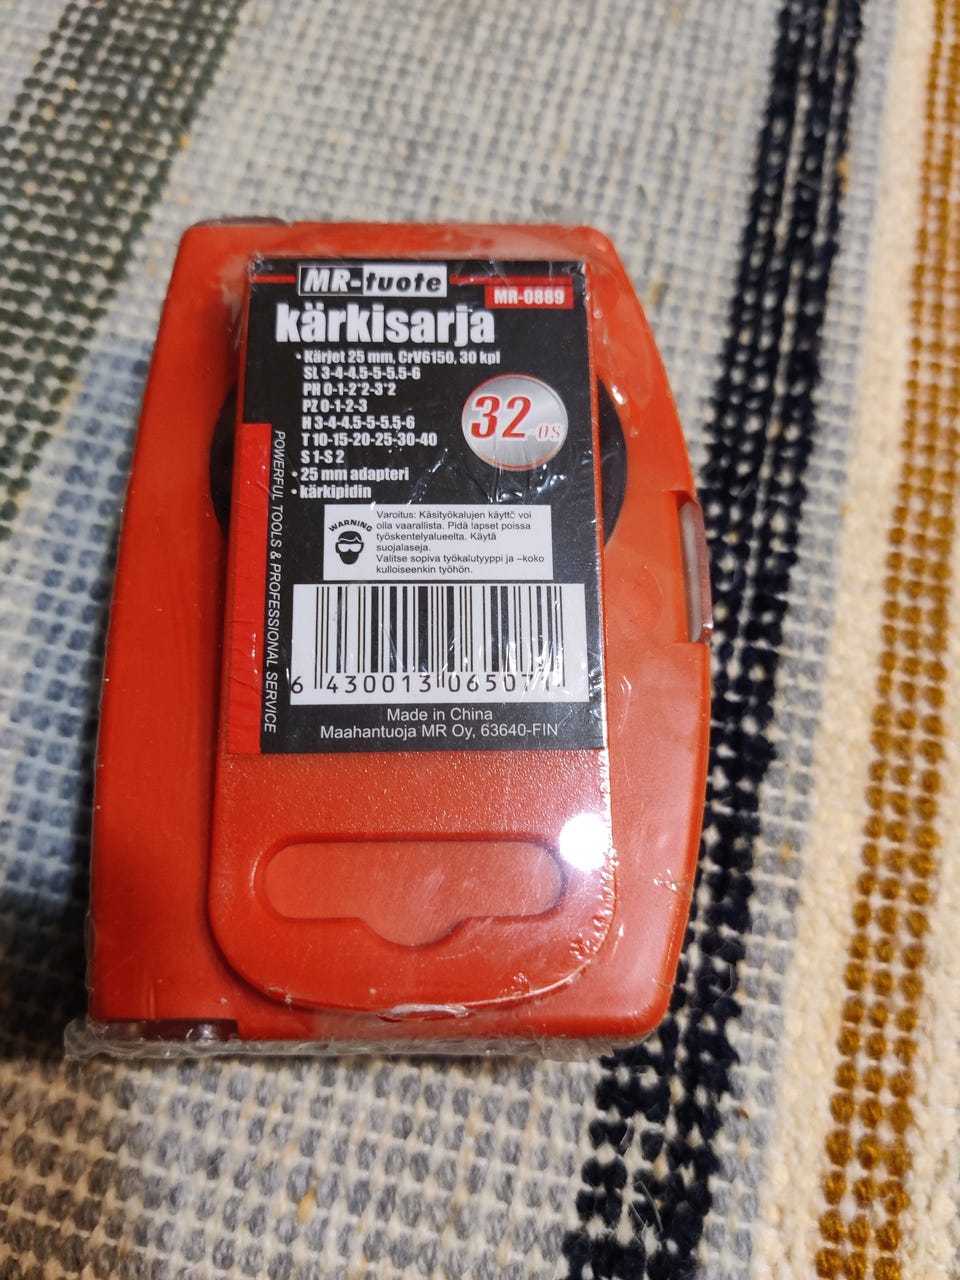 MR-tuote
MR-0889
kärkisarja
• Kärjet 25 mm, CrV6150, 30 kpl
SL 3-4-4.5-5-5.5-6
PH 0-1-2*2-3*2
PZ 0-1-2-3
H 3-4-4.5-5-5.5-6
T 10-15-20-25-30-40
S 1-S 2
• 25 mm adapteri
• kärkipidin
32 OS
POWERFUL TOOLS & PROFESSIONAL SERVICE
WARNING
Varoitus: Käsityökalujen käyttö voi
olla vaarallista. Pidä lapset poissa
työskentelyalueelta. Käytä
suojalaseja.
Valitse sopiva työkalutyyppi ja –koko
kulloiseenkin työhön.
6 430013 065071
Made in China
Maahantuoja MR Oy, 63640-FIN